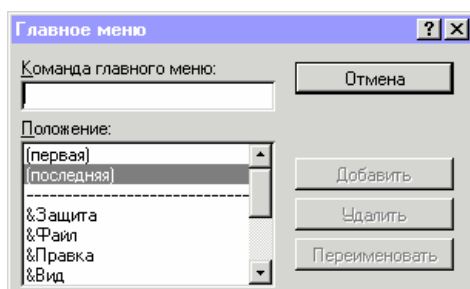 Главное меню
? ×
Команда главного меню:
Отмена
Положение:
(первая)
(последняя)
--------------------------------
&Защита
&Файл
&Правка
&Вид
Добавить
Удалить
Переименовать